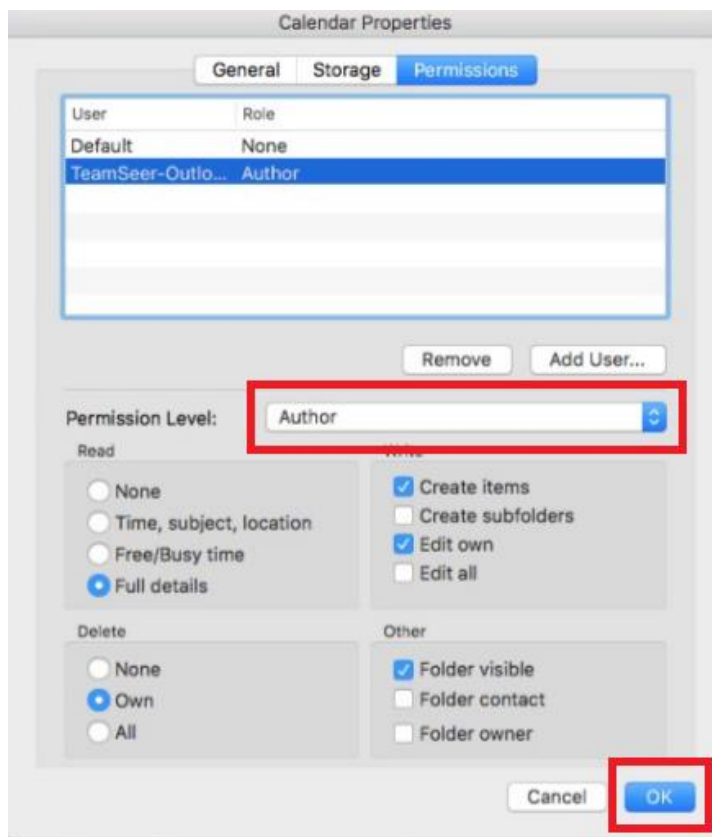 Calendar Properties
General Storage Permissions
User Role
Default None
TeamSeer-Outlo... Author
Remove Add User...
Permission Level: Author
Read
None
Time, subject, location
Free/Busy time
Full details
Write
Create items
Create subfolders
Edit own
Edit all
Delete
None
Own
All
Other
Folder visible
Folder contact
Folder owner
Cancel OK